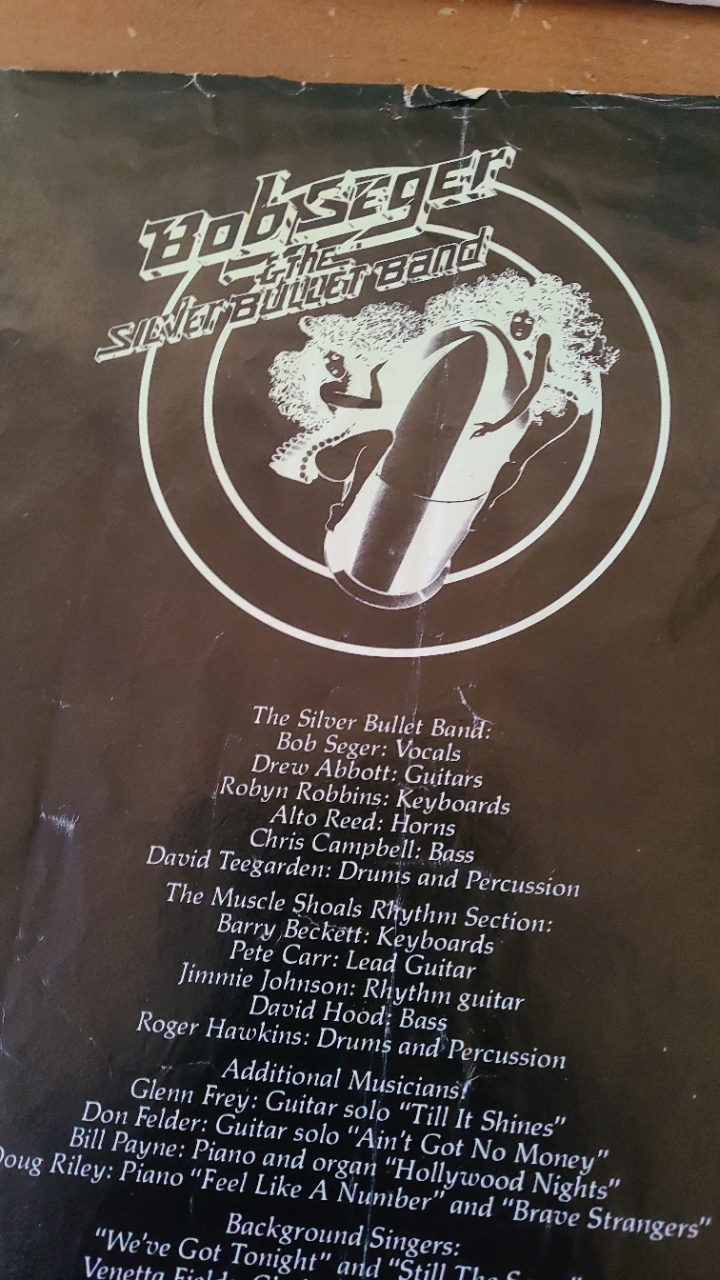 Bob Seger
& The
Silver Bullet Band
The Silver Bullet Band:
Bob Seger: Vocals
Drew Abbott: Guitars
Robyn Robbins: Keyboards
Alto Reed: Horns
Chris Campbell: Bass
David Teegarden: Drums and Percussion
The Muscle Shoals Rhythm Section:
Barry Beckett: Keyboards
Pete Carr: Lead Guitar
Jimmie Johnson: Rhythm guitar
David Hood: Bass
Roger Hawkins: Drums and Percussion
Additional Musicians:
Glenn Frey: Guitar solo “Till It Shines”
Don Felder: Guitar solo “Ain't Got No Money”
Bill Payne: Piano and organ “Hollywood Nights”
Doug Riley: Piano “Feel Like A Number” and “Brave Strangers”
Background Singers:
“We've Got Tonight” and “Still The
Venetta